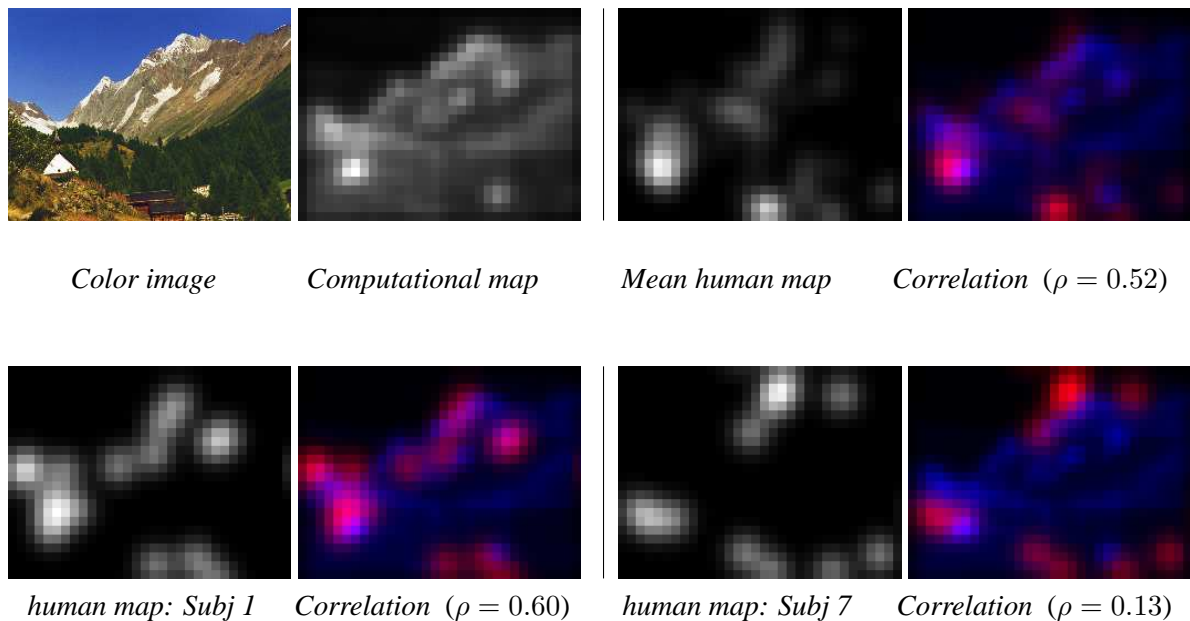 Color image Computational map Mean human map Correlation (ρ = 0.52)
human map: Subj 1 Correlation (ρ = 0.60) human map: Subj 7 Correlation (ρ = 0.13)